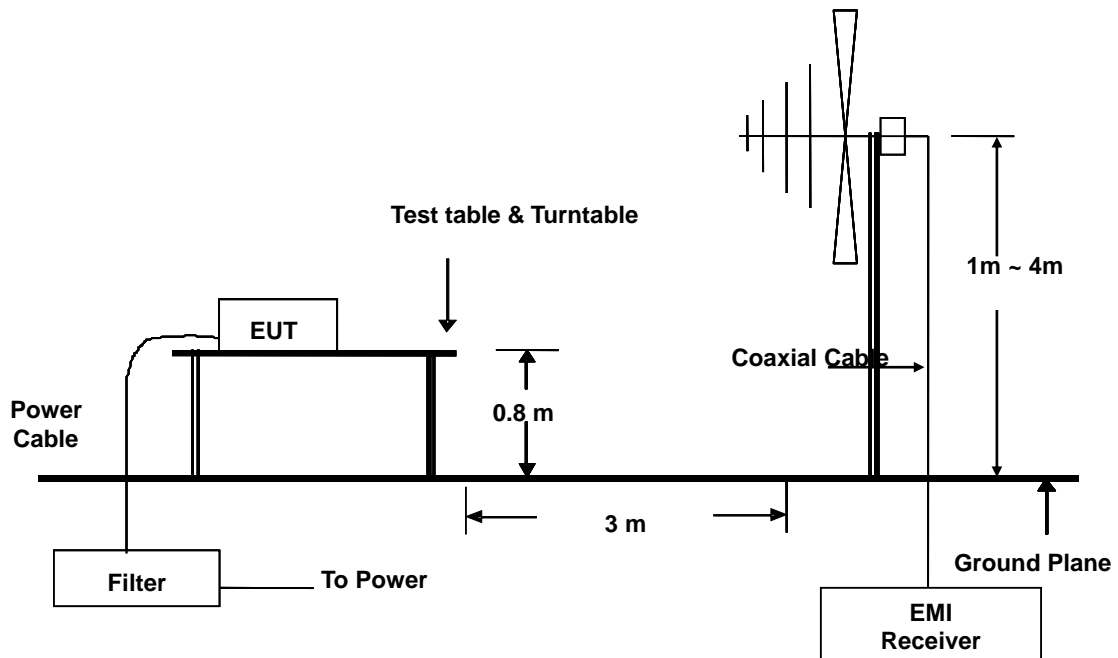 Test table & Turntable
1m ~ 4m
EUT
Coaxial Cable
0.8 m
Power
Cable
3 m
Ground Plane
Filter
To Power
EMI
Receiver